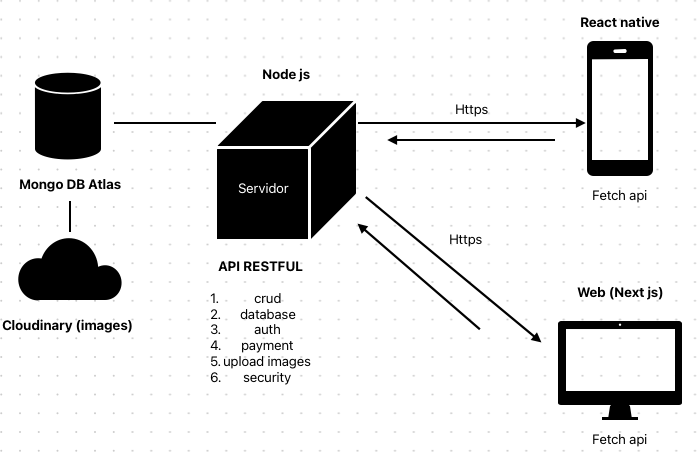 React native
Node js
Https
Servidor
Mongo DB Atlas
Fetch api
Https
API RESTFUL
Web (Next js)
1. crud
2. database
3. auth
4. payment
5. upload images
6. security
Cloudinary (images)
Fetch api